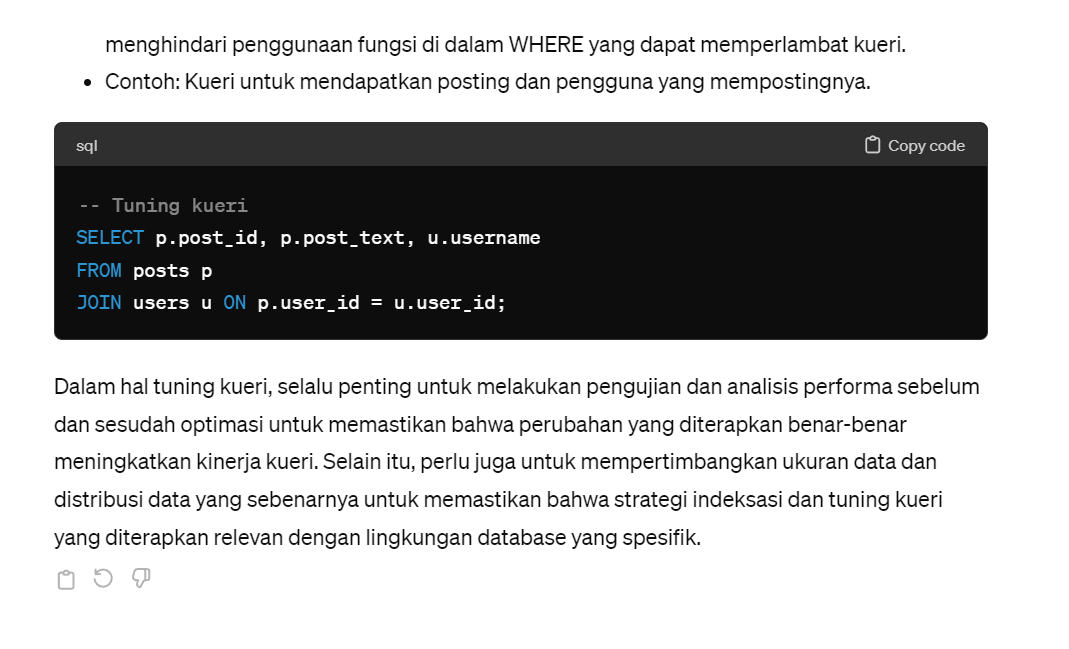 menghindari penggunaan fungsi di dalam WHERE yang dapat memperlambat kueri.
• Contoh: Kueri untuk mendapatkan posting dan pengguna yang mempostingnya.
sql
Copy code
-- Tuning kueri
SELECT p.post_id, p.post_text, u.username
FROM posts p
JOIN users u ON p.user_id = u.user_id;
Dalam hal tuning kueri, selalu penting untuk melakukan pengujian dan analisis performa sebelum
dan sesudah optimasi untuk memastikan bahwa perubahan yang diterapkan benar-benar
meningkatkan kinerja kueri. Selain itu, perlu juga untuk mempertimbangkan ukuran data dan
distribusi data yang sebenarnya untuk memastikan bahwa strategi indeksasi dan tuning kueri
yang diterapkan relevan dengan lingkungan database yang spesifik.